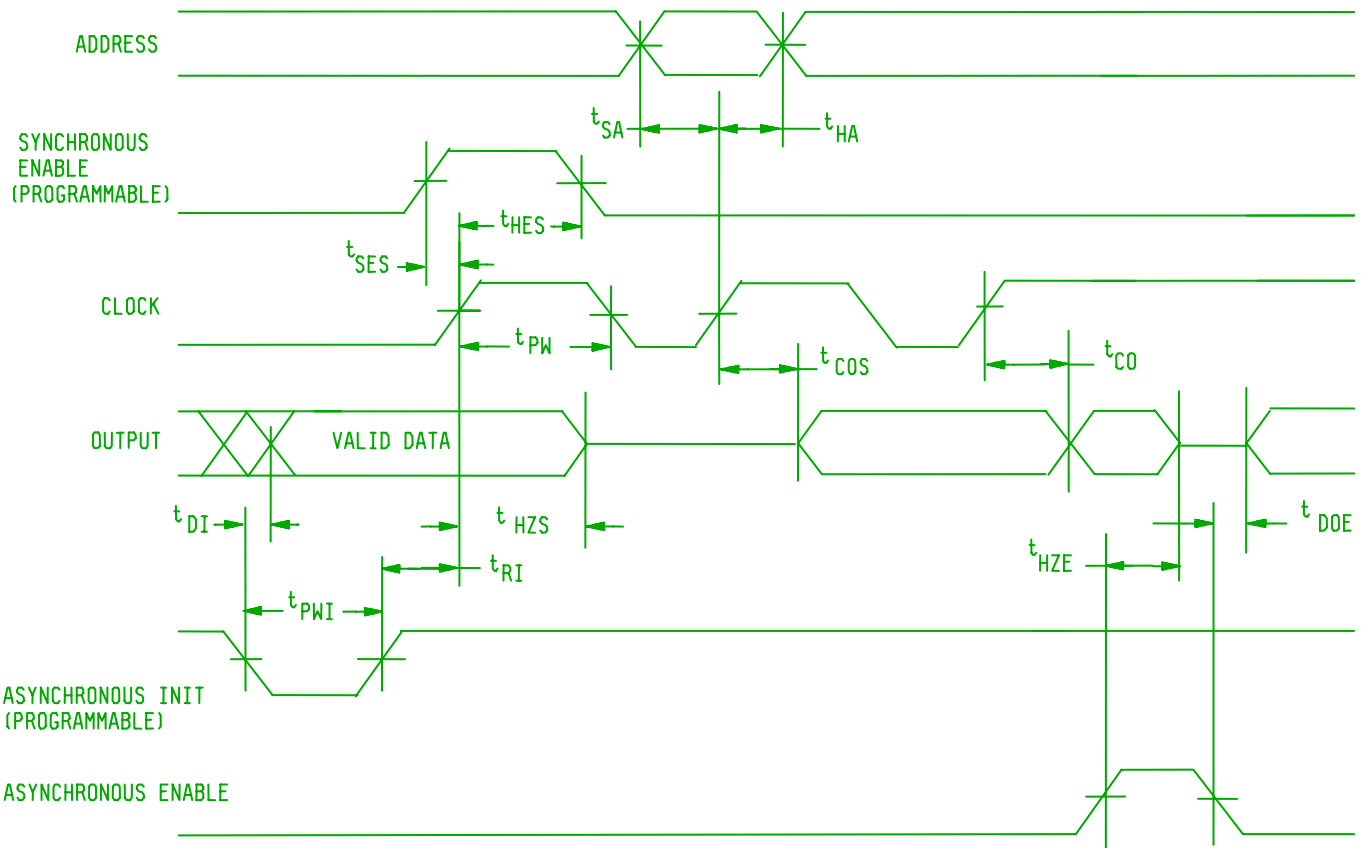 ADDRESS
tSA
tHA
SYNCHRONOUS
ENABLE
(PROGRAMMABLE)
tHES
tSES
CLOCK
tPW
tCOS
tCO
OUTPUT
VALID DATA
tDI
tHZS
tDOE
tHZE
tRI
tPWI
ASYNCHRONOUS INIT
(PROGRAMMABLE)
ASYNCHRONOUS ENABLE